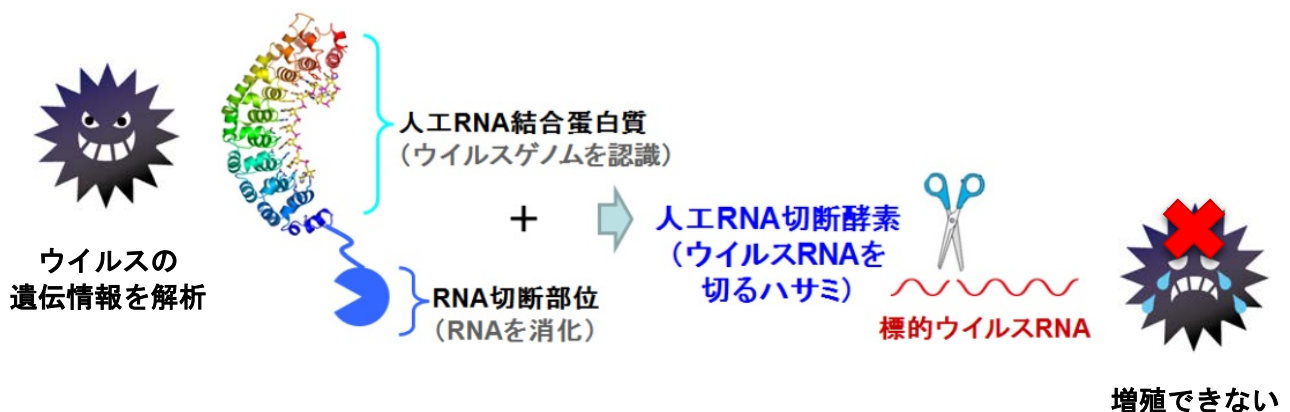 ウイルスの
遺伝情報を解析
人工RNA結合蛋白質
（ウイルスゲノムを認識）
+
RNA切断部位
（RNAを消化）
人工RNA切断酵素
（ウイルスRNAを
切るハサミ）
標的ウイルスRNA
増殖できない